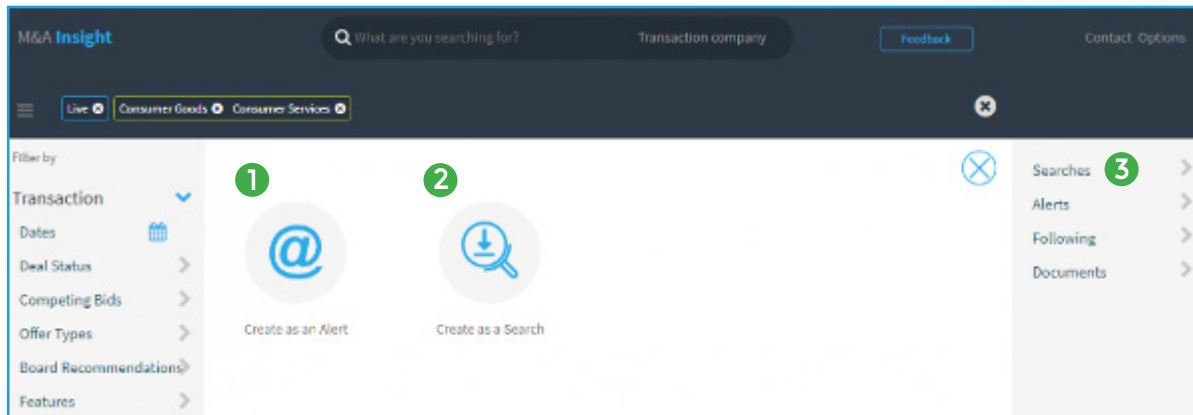 M&A Insight
What are you searching for?
Transaction company
Feedback
Contact Options
Live
Consumer Goods
Consumer Services
Filter by
Transaction
Dates
Deal Status
Competing Bids
Offer Types
Board Recommendations
Features
1
@
Create as an Alert
2
Create as a Search
Searches 3
Alerts
Following
Documents